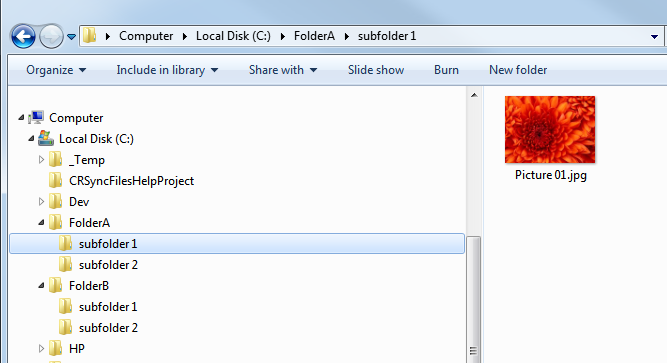 Computer ▸ Local Disk (C:) ▸ FolderA ▸ subfolder 1
Organize Include in library Share with Slide show Burn New folder
Computer
Local Disk (C:)
_Temp
CRSyncFilesHelpProject
Dev
FolderA
subfolder 1
subfolder 2
FolderB
subfolder 1
subfolder 2
HP
Picture 01.jpg